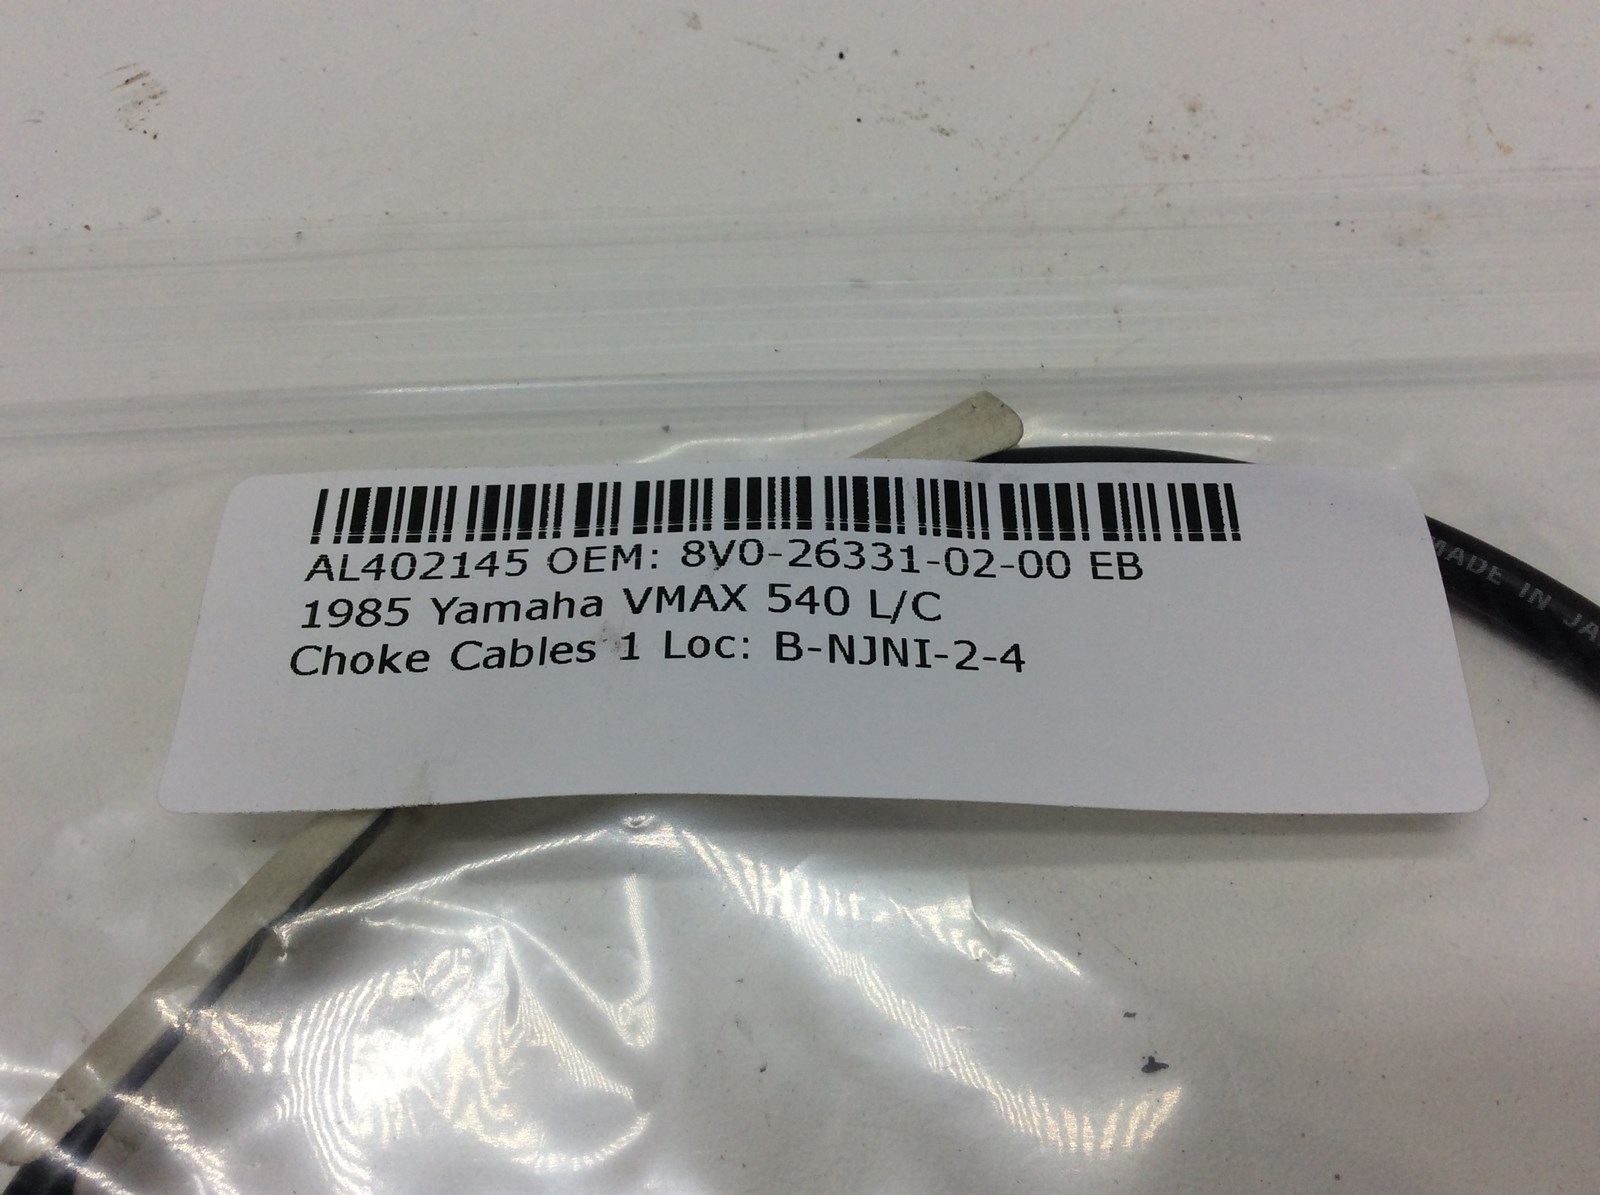 AL402145 OEM: 8V0-26331-02-00 EB
1985 Yamaha VMAX 540 L/C
Choke Cables 1 Loc: B-NJNI-2-4
MADE IN JA